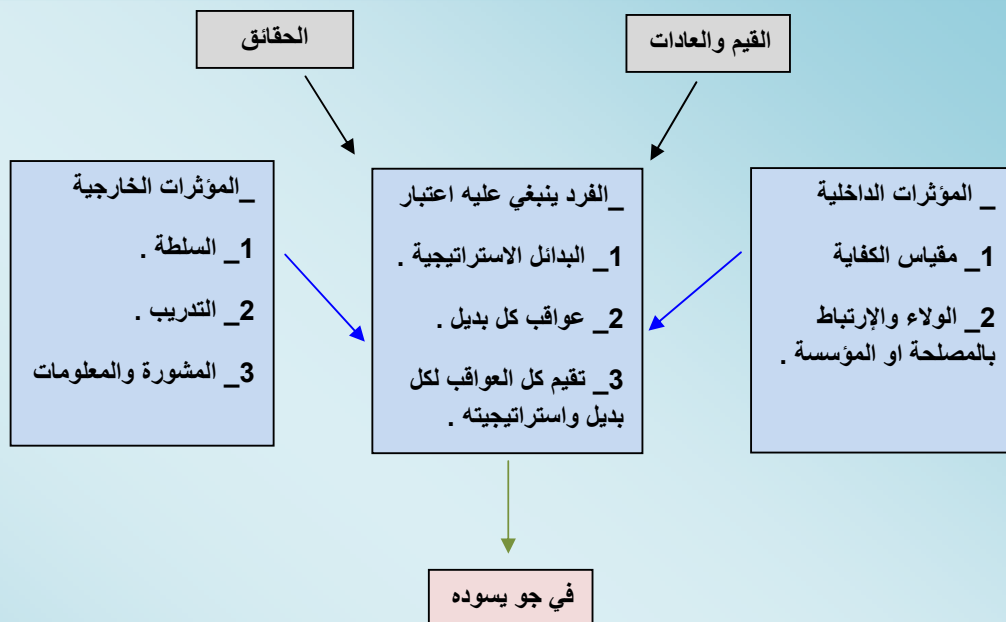 القيم والعادات
الحقائق
_ المؤثرات الداخلية
1_ مقياس الكفاية
2_ الولاء والإرتباط
بالمصلحة او المؤسسة .
_الفرد ينبغي عليه اعتبار
1_ البدائل الاستراتيجية .
2_ عواقب كل بديل .
3_ تقيم كل العواقب لكل
بديل واستراتيجيته .
_المؤثرات الخارجية
1_ السلطة .
2_ التدريب .
3_ المشورة والمعلومات
في جو يسوده